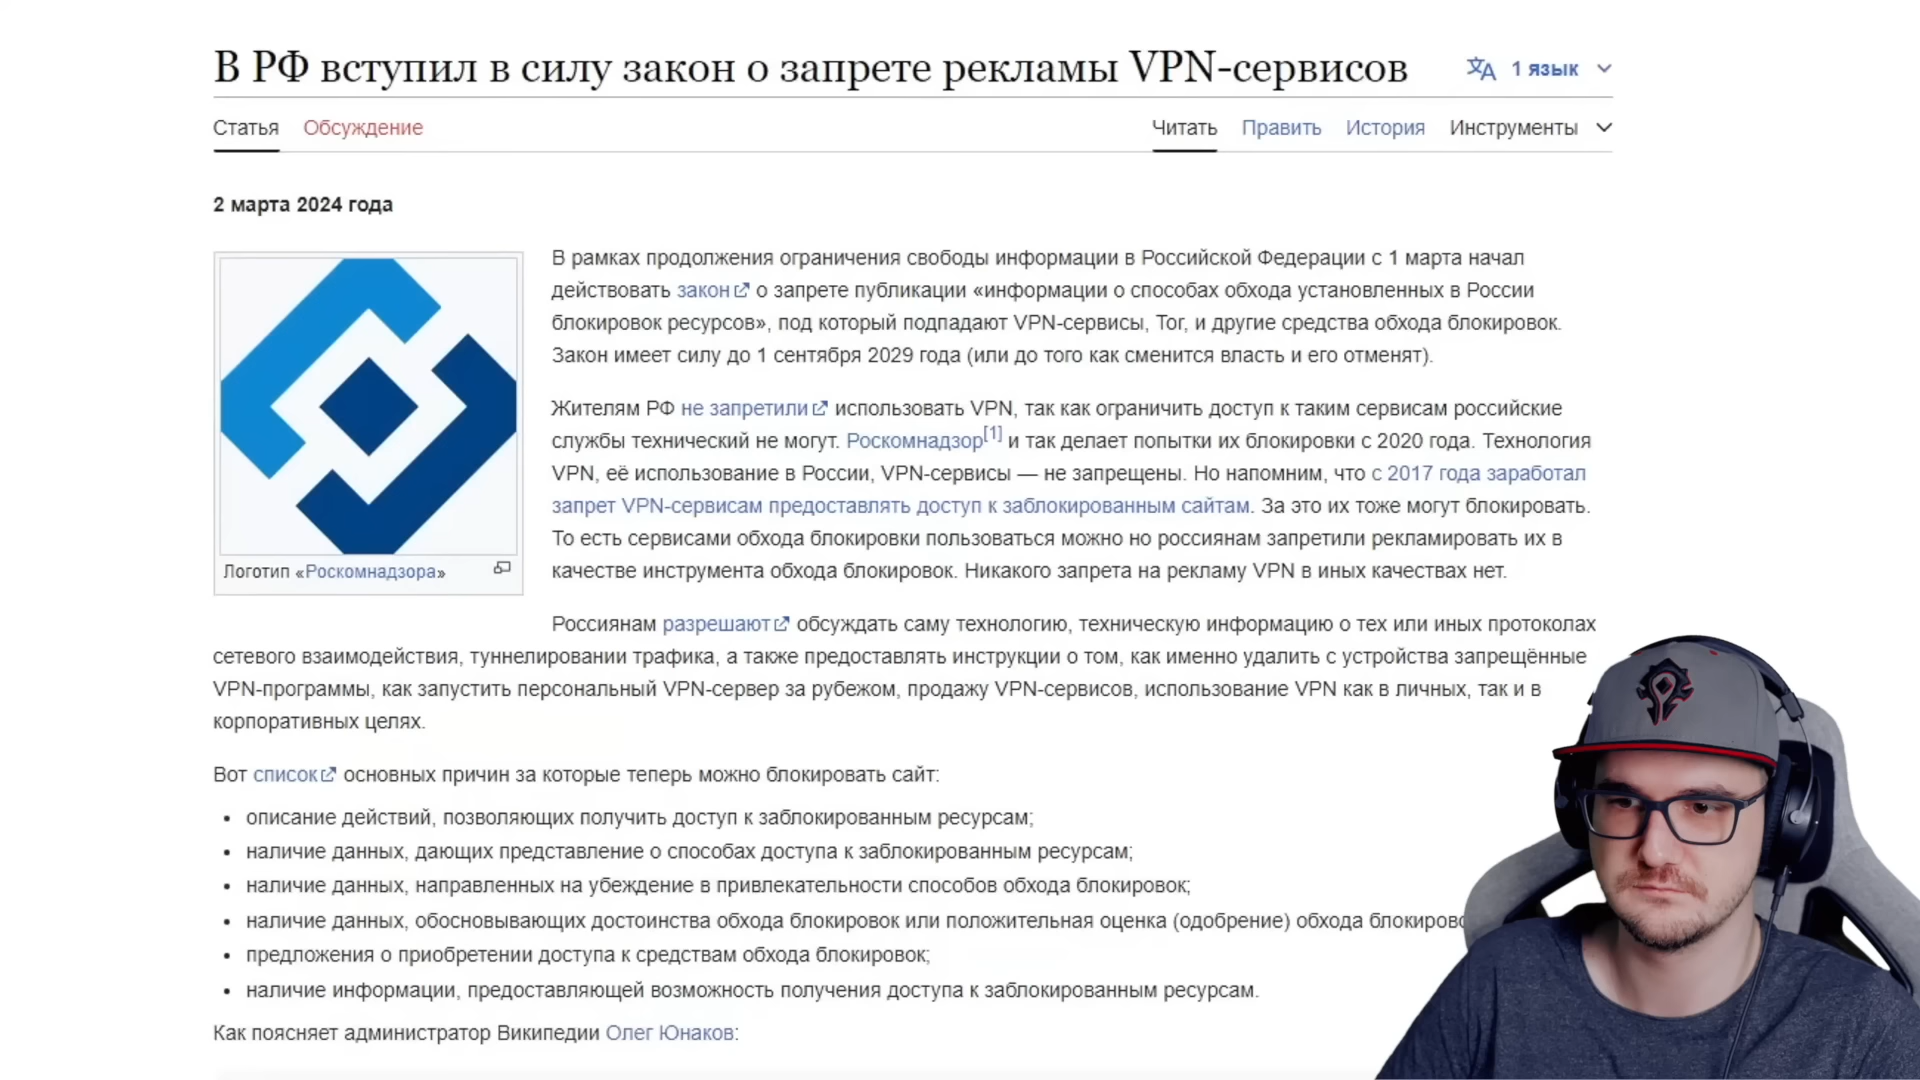 В РФ вступил в силу закон о запрете рекламы VPN-сервисов
1 язык
Статья Обсуждение Читать Править История Инструменты
2 марта 2024 года
В рамках продолжения ограничения свободы информации в Российской Федерации с 1 марта начал
действовать закон о запрете публикации «информации о способах обхода установленных в России
блокировок ресурсов», под который подпадают VPN-сервисы, Tor, и другие средства обхода блокировок.
Закон имеет силу до 1 сентября 2029 года (или до того как сменится власть и его отменят).
Жителям РФ не запретили использовать VPN, так как ограничить доступ к таким сервисам российские
службы технический не могут. Роскомнадзор[1] и так делает попытки их блокировки с 2020 года. Технология
VPN, её использование в России, VPN-сервисы — не запрещены. Но напомним, что с 2017 года заработал
запрет VPN-сервисам предоставлять доступ к заблокированным сайтам. За это их тоже могут блокировать.
То есть сервисами обхода блокировки пользоваться можно но россиянам запретили рекламировать их в
качестве инструмента обхода блокировок. Никакого запрета на рекламу VPN в иных качествах нет.
Логотип «Роскомнадзора»
Россиянам разрешают обсуждать саму технологию, техническую информацию о тех или иных протоколах
сетевого взаимодействия, туннелировании трафика, а также предоставлять инструкции о том, как именно удалить с устройства запрещённые
VPN-программы, как запустить персональный VPN-сервер за рубежом, продажу VPN-сервисов, использование VPN как в личных, так и в
корпоративных целях.
Вот список основных причин за которые теперь можно блокировать сайт:
• описание действий, позволяющих получить доступ к заблокированным ресурсам;
• наличие данных, дающих представление о способах доступа к заблокированным ресурсам;
• наличие данных, направленных на убеждение в привлекательности способов обхода блокировок;
• наличие данных, обосновывающих достоинства обхода блокировок или положительная оценка (одобрение) обхода блокиров
• предложения о приобретении доступа к средствам обхода блокировок;
• наличие информации, предоставляющей возможность получения доступа к заблокированным ресурсам.
Как поясняет администратор Википедии Олег Юнаков: